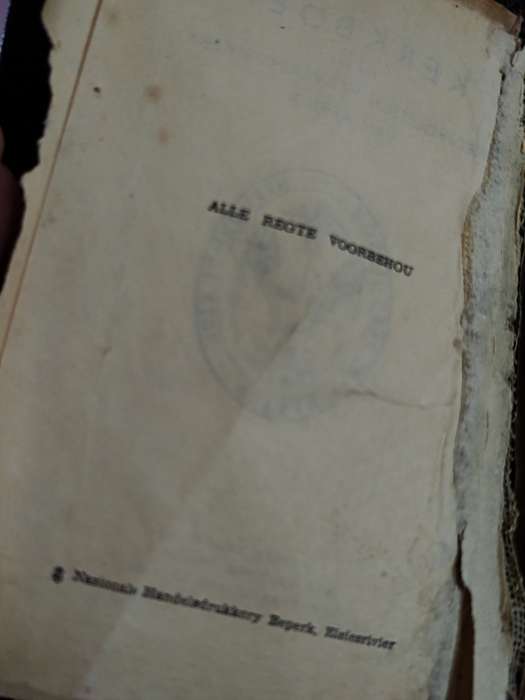 ALLE REGTE VOORBEHOU
Nasionale Handelsdrukkery Beperk, Elsiesrivier